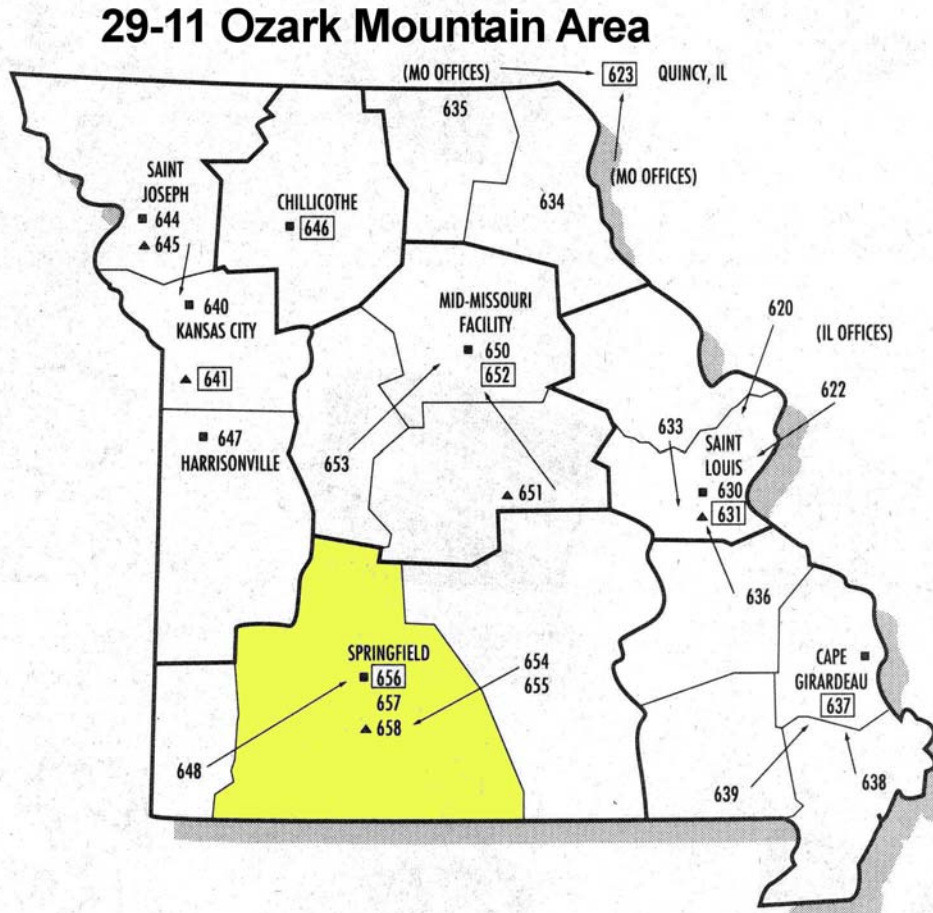 29-11 Ozark Mountain Area
(MO OFFICES)
623 QUINCY, IL
635
(MO OFFICES)
634
SAINT
JOSEPH
644
645
CHILLICOTHE
646
640
KANSAS CITY
641
MID-MISSOURI
FACILITY
650
652
620
(IL OFFICES)
622
647
HARRISONVILLE
653
633
SAINT
LOUIS
630
631
651
636
SPRINGFIELD
656
657
658
654
655
648
CAPE
GIRARDEAU
637
639
638